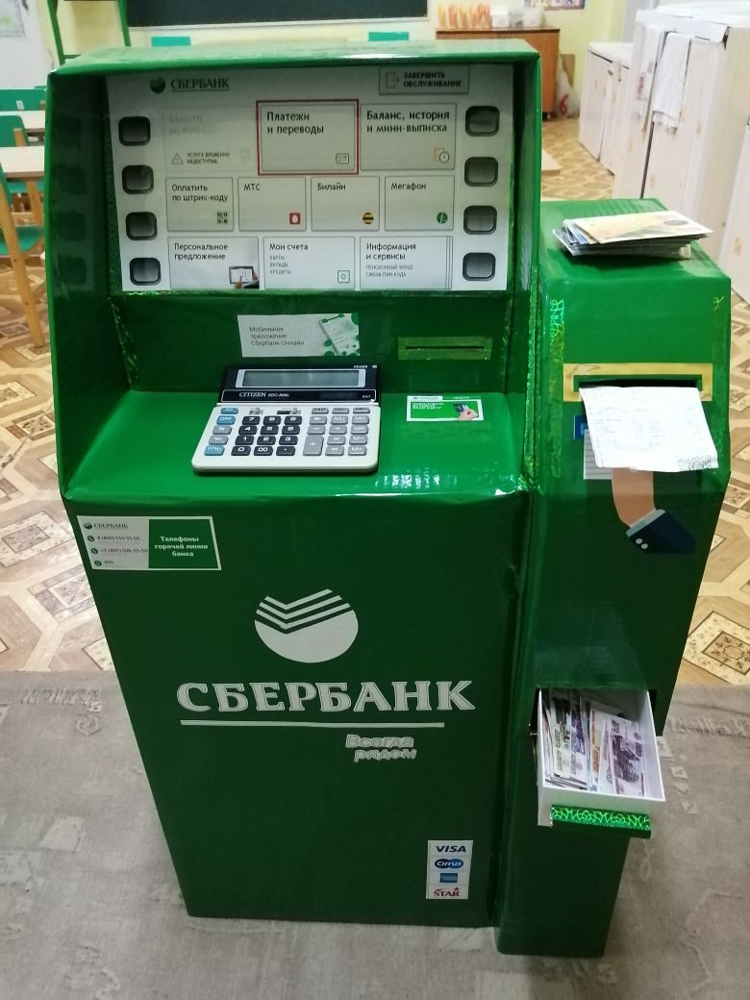 СБЕРБАНК
ЗАВЕРШИТЬ
ОБСЛУЖИВАНИЕ
УСЛУГА ВРЕМЕННО
НЕДОСТУПНА
Платежи
и переводы
Баланс, история
и мини-выписка
Оплатить
по штрих-коду
МТС
Билайн
Мегафон
Персональное
предложение
Мои счета
КАРТЫ
ВКЛАДЫ
КРЕДИТЫ
Информация
и сервисы
ПЕНСИОННЫЙ ФОНД
СМЕНА ПИН-КОДА
Мобильное
приложение
Сбербанк Онлайн
CITIZEN
СБЕРБАНК
8 (800) 555 55 50
+7 (495) 500-55-50
900
Телефоны
горячей линии
банка
СБЕРБАНК
Всегда
рядом
VISA
Cirrus
STAR